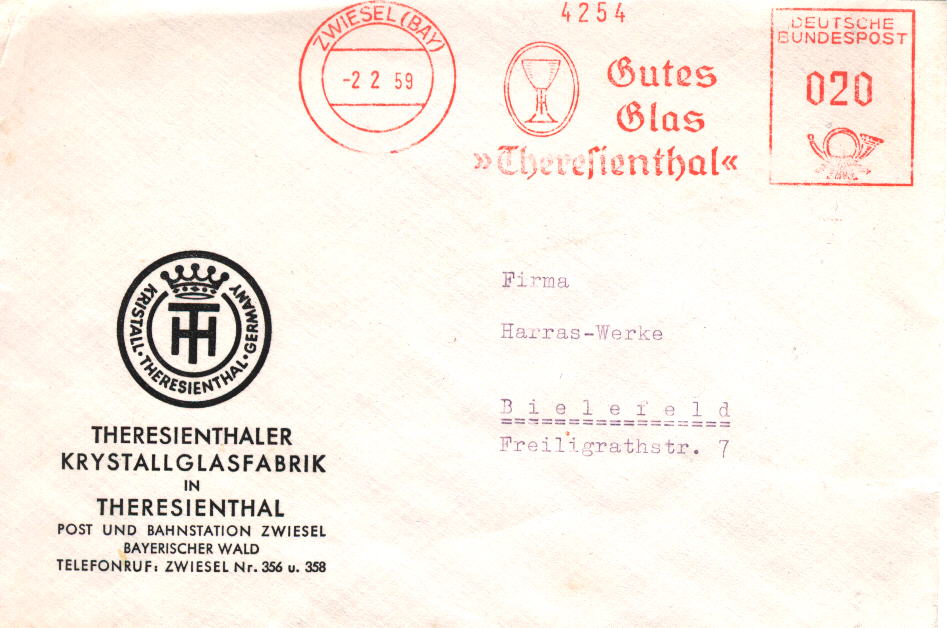 ZWIESEL (BAY)
-2 2 59
4254
Gutes
Glas
»Theresienthal«
DEUTSCHE
BUNDESPOST
020
KRISTALL·THERESIENTHAL·GERMANY
TH
THERESIENTHALER
KRYSTALLGLASFABRIK
IN
THERESIENTHAL
POST UND BAHNSTATION ZWIESEL
BAYERISCHER WALD
TELEFONRUF: ZWIESEL Nr. 356 u. 358
Firma
Harras-Werke
Bielefeld
Freiligrathstr. 7